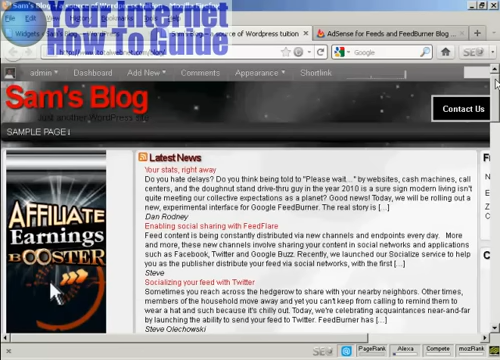 Your Internet
How To Guide
Widgets
a source of Wordpress tuition
AdSense for Feeds and FeedBurner Blog ...
Google
admin
Dashboard
Add New
Comments
Appearance
Shortlink
Sam's Blog
Just another WordPress site
Contact Us
SAMPLE PAGE↓
Latest News
Your stats, right away
Do you hate delays? Do you think being told to "Please wait..." by websites, cash machines, call
centers, and the doughnut stand drive-thru guy in the year 2010 is a sure sign modern living isn't
quite meeting our collective expectations as a planet? Good news! Today, we will be rolling out a
new, experimental interface for Google FeedBurner. The real story is [...]
Dan Rodney
Enabling social sharing with FeedFlare
Feed content is being constantly distributed via new channels and endpoints every day. More
and more, these new channels involve sharing your content in social networks and applications
such as Facebook, Twitter and Google Buzz. Recently, we launched our Socialize service to help
you as the publisher distribute your feed via social networks, with the first [...]
Steve
Socializing your feed with Twitter
Sometimes you reach across the hedgerow to share with your nearby neighbors. Other times,
members of the household move away and yet you can't keep from calling to remind them to
wear a hat and such because it's chilly out. Today, we're celebrating acquaintances near-and-far
by launching the ability to send your feed to Twitter. FeedBurner has [...]
Steve Olechowski
AFFILIATE
Earnings
BOOSTER
PageRank
Alexa
mozRank